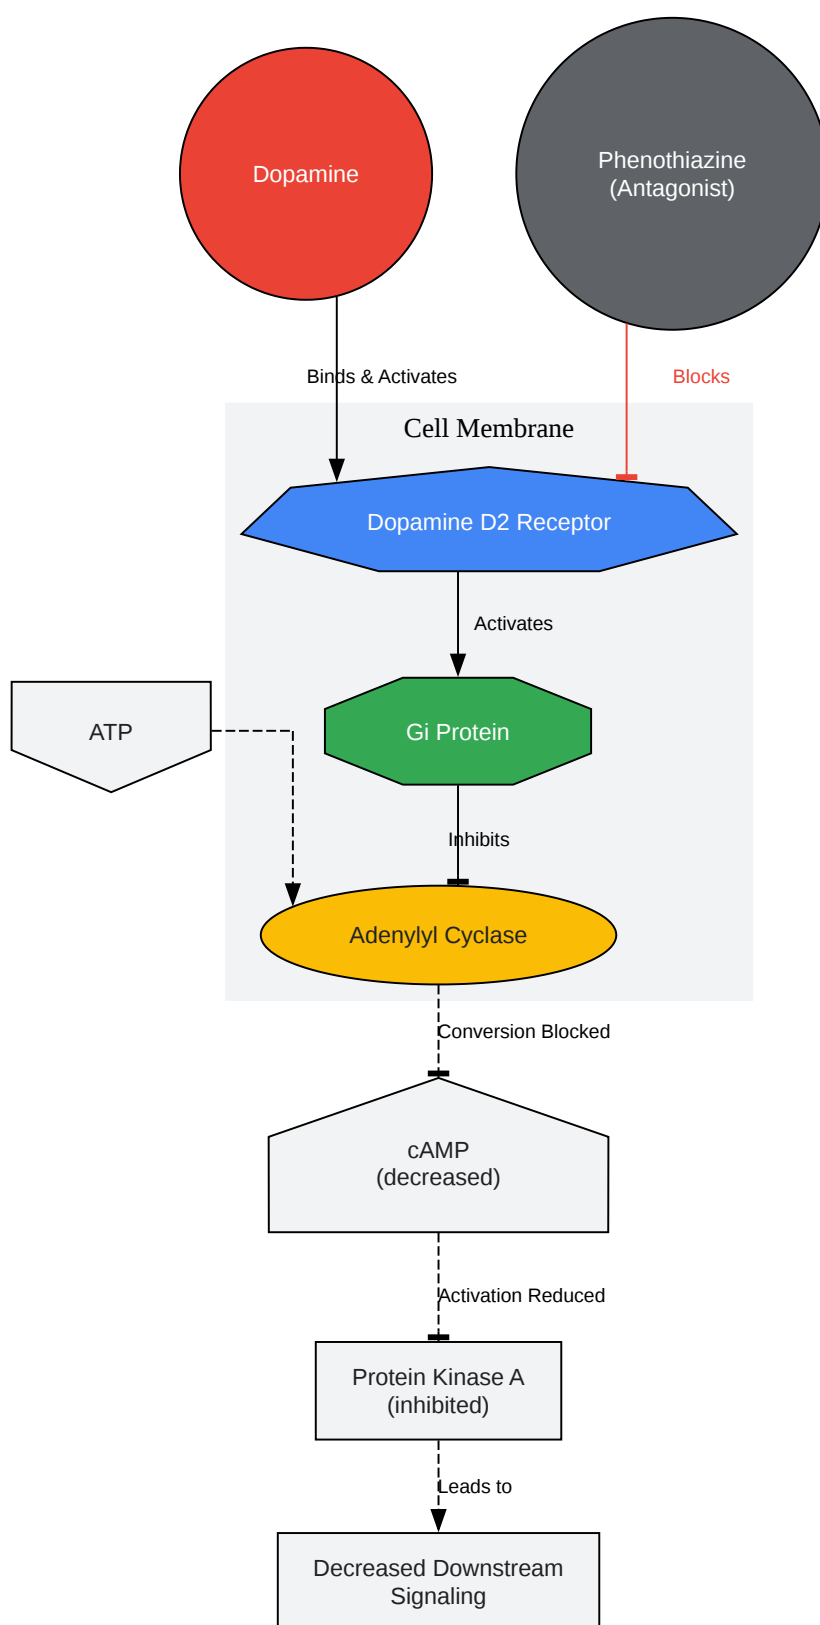 Dopamine
Phenothiazine
(Antagonist)
Binds & Activates
Blocks
Cell Membrane
Dopamine D2 Receptor
Activates
ATP
Gi Protein
Inhibits
Adenylyl Cyclase
Conversion Blocked
cAMP
(decreased)
Activation Reduced
Protein Kinase A
(inhibited)
Leads to
Decreased Downstream
Signaling